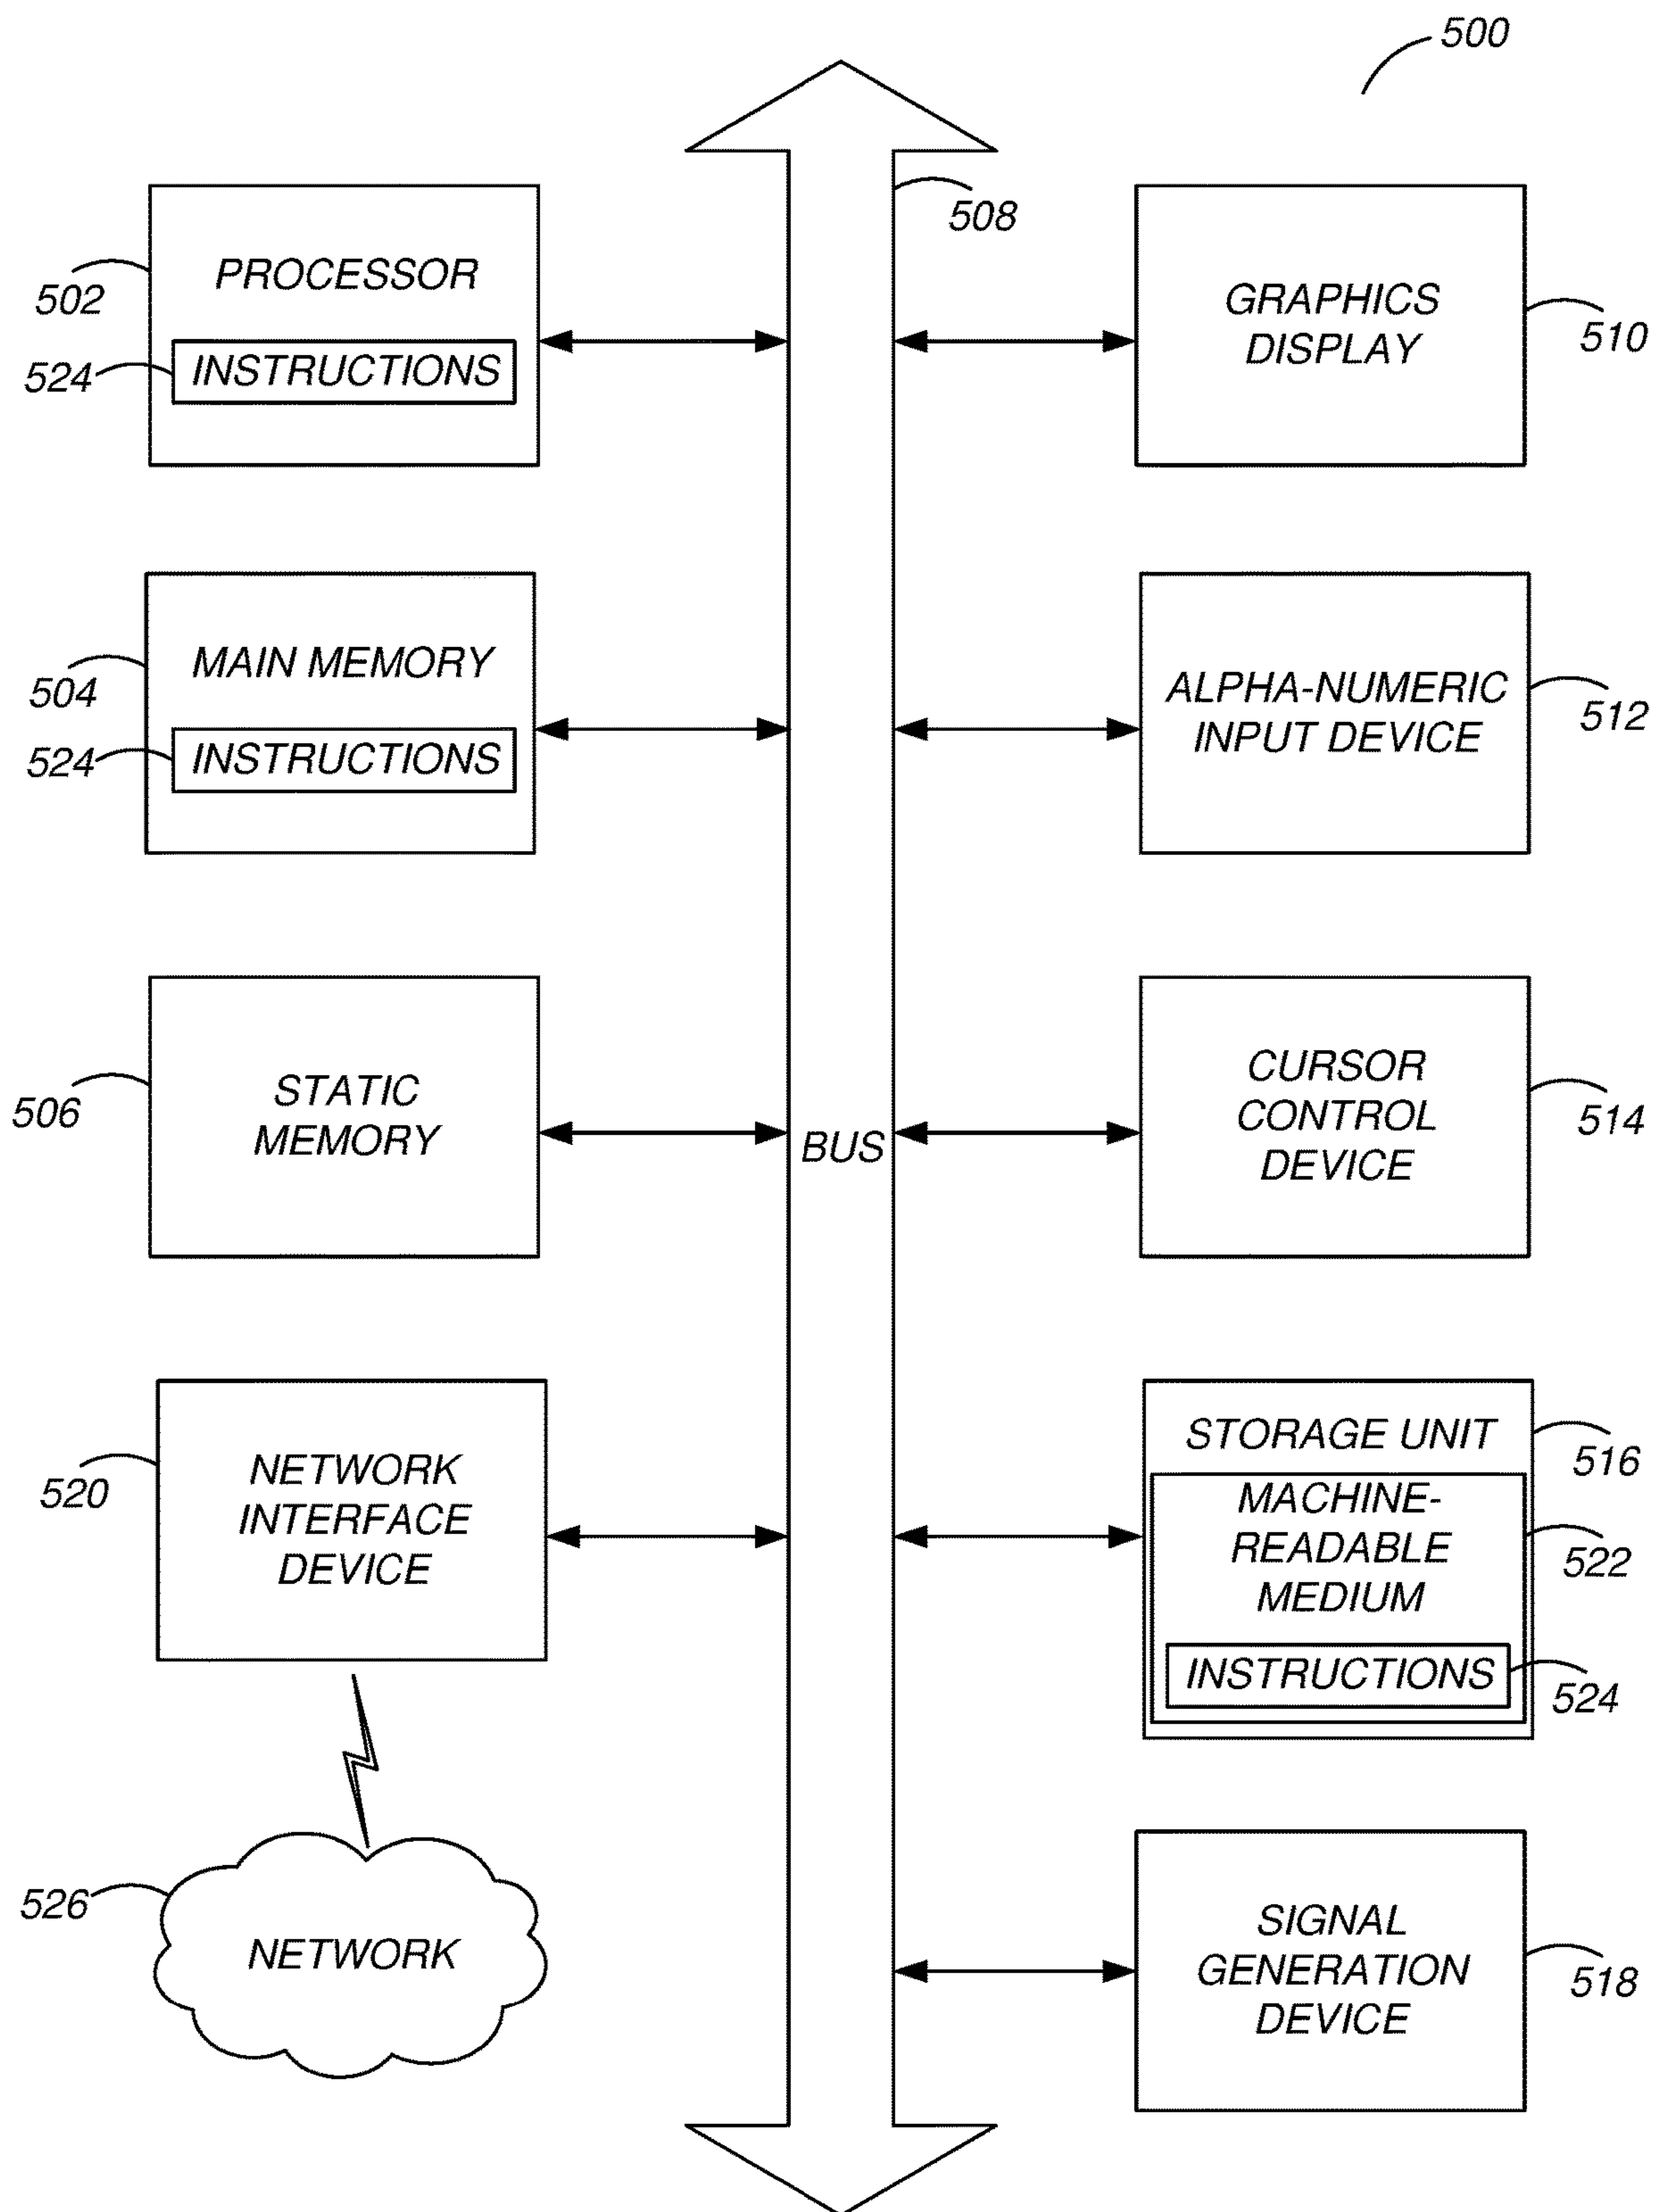 500
508
PROCESSOR
502
INSTRUCTIONS
524
GRAPHICS
DISPLAY
510
MAIN MEMORY
504
INSTRUCTIONS
524
ALPHA-NUMERIC
INPUT DEVICE
512
STATIC
MEMORY
506
BUS
CURSOR
CONTROL
DEVICE
514
NETWORK
INTERFACE
DEVICE
520
STORAGE UNIT
516
MACHINE-
READABLE
MEDIUM
522
INSTRUCTIONS
524
526
NETWORK
SIGNAL
GENERATION
DEVICE
518